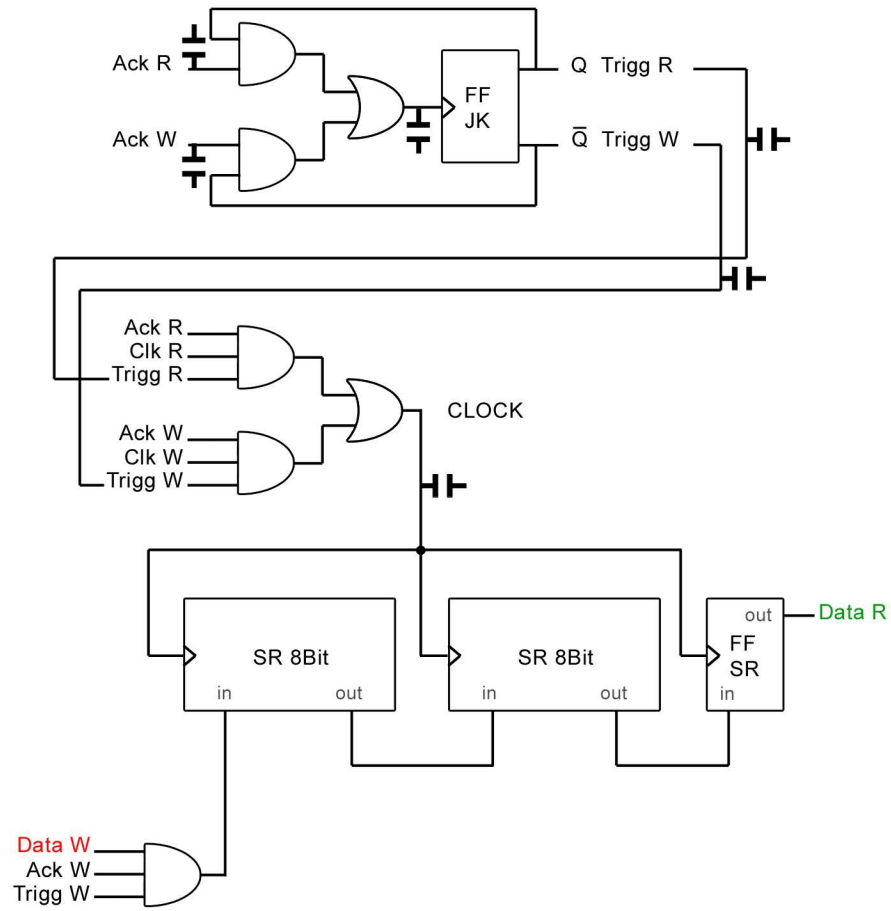 Ack R
FF
JK
Q Trigg R
Ack W
Q̅ Trigg W
Ack R
Clk R
Trigg R
CLOCK
Ack W
Clk W
Trigg W
SR 8Bit
in out
SR 8Bit
in out
out
FF
SR
in
Data R
Data W
Ack W
Trigg W